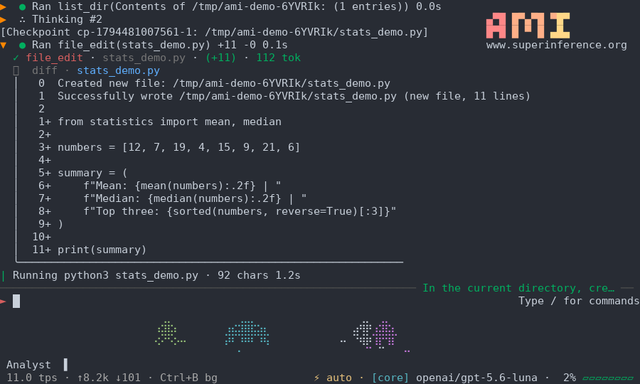 ▶ ● Ran list_dir(Contents of /tmp/ami-demo-6YVRIk: (1 entries)) 0.0s
▶ ∴ Thinking #2
[Checkpoint cp-1794481007561-1: /tmp/ami-demo-6YVRIk/stats_demo.py]
AMI
www.superinference.org
▼ ● Ran file_edit(stats_demo.py) +11 -0 0.1s
✓ file_edit · stats_demo.py · (+11) · 112 tok
diff · stats_demo.py
0 Created new file: /tmp/ami-demo-6YVRIk/stats_demo.py
1 Successfully wrote /tmp/ami-demo-6YVRIk/stats_demo.py (new file, 11 lines)
2
1+ from statistics import mean, median
2+
3+ numbers = [12, 7, 19, 4, 15, 9, 21, 6]
4+
5+ summary = (
6+ f"Mean: {mean(numbers):.2f} | "
7+ f"Median: {median(numbers):.2f} | "
8+ f"Top three: {sorted(numbers, reverse=True)[:3]}"
9+ )
10+
11+ print(summary)
Running python3 stats_demo.py · 92 chars 1.2s
In the current directory, cre…
Type / for commands
Analyst
11.0 tps · ↑8.2k ↓101 · Ctrl+B bg
⚡ auto · [core] openai/gpt-5.6-luna · 2%